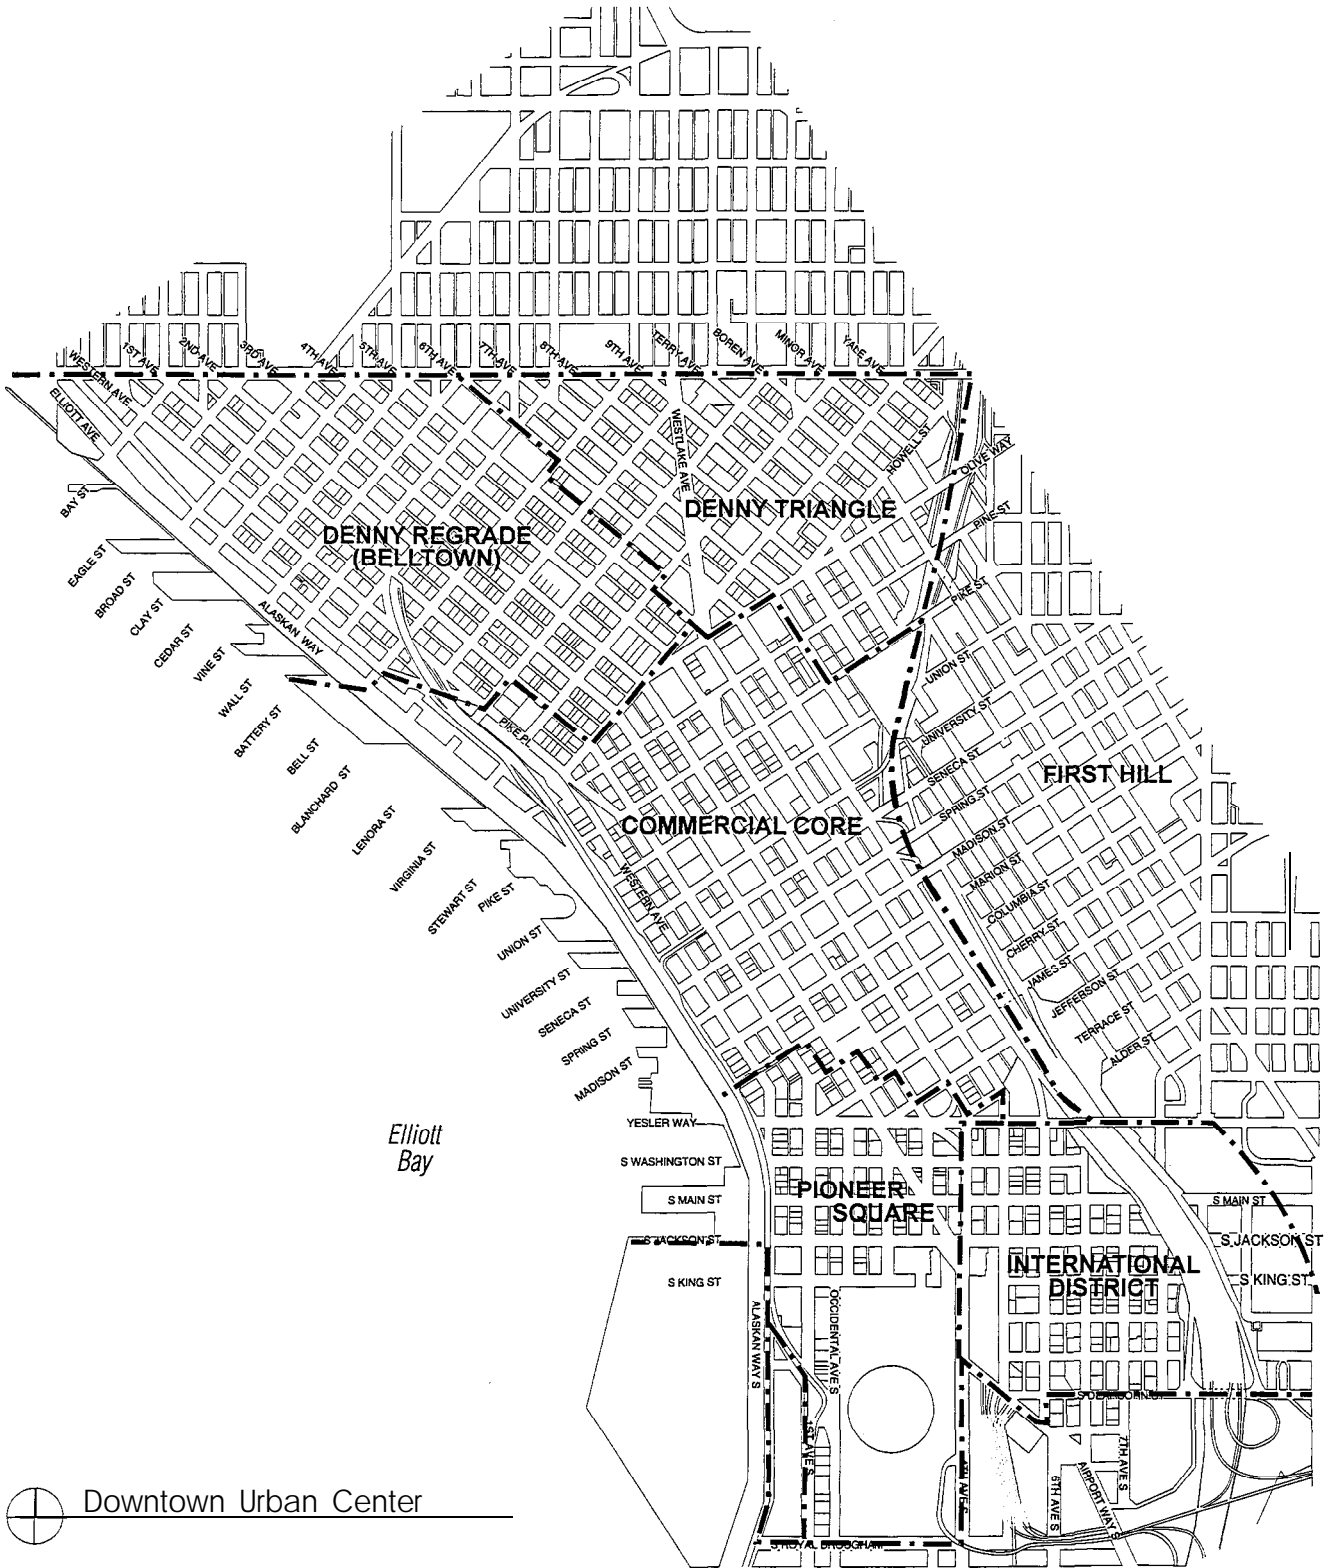 WESTERN AVE
1ST AVE
2ND AVE
3RD AVE
4TH AVE
5TH AVE
6TH AVE
7TH AVE
8TH AVE
9TH AVE
TERRY AVE
BOREN AVE
MINOR AVE
YALE AVE
ELLIOTT AVE
WESTLAKE AVE
HOWELL ST
OLIVE WAY
PINE ST
PIKE ST
DENNY TRIANGLE
DENNY REGRADE
(BELLTOWN)
BAY ST
EAGLE ST
BROAD ST
CLAY ST
CEDAR ST
VINE ST
WALL ST
BATTERY ST
BELL ST
BLANCHARD ST
LENORA ST
VIRGINIA ST
STEWART ST
PIKE ST
UNION ST
UNIVERSITY ST
SENECA ST
SPRING ST
MADISON ST
YESLER WAY
S WASHINGTON ST
S MAIN ST
S JACKSON ST
S KING ST
ALASKAN WAY
PIKE PL
WESTERN AVE
COMMERCIAL CORE
FIRST HILL
UNION ST
UNIVERSITY ST
SENECA ST
SPRING ST
MADISON ST
MARION ST
COLUMBIA ST
CHERRY ST
JAMES ST
JEFFERSON ST
TERRACE ST
ALDER ST
Elliott
Bay
PIONEER
SQUARE
INTERNATIONAL
DISTRICT
S MAIN ST
S JACKSON ST
S KING ST
ALASKAN WAY S
OCCIDENTAL AVE S
1ST AVE S
4TH AVE S
S DEARBORN ST
6TH AVE S
AIRPORT WAY S
7TH AVE S
S ROYAL BROUGHAM
Downtown Urban Center